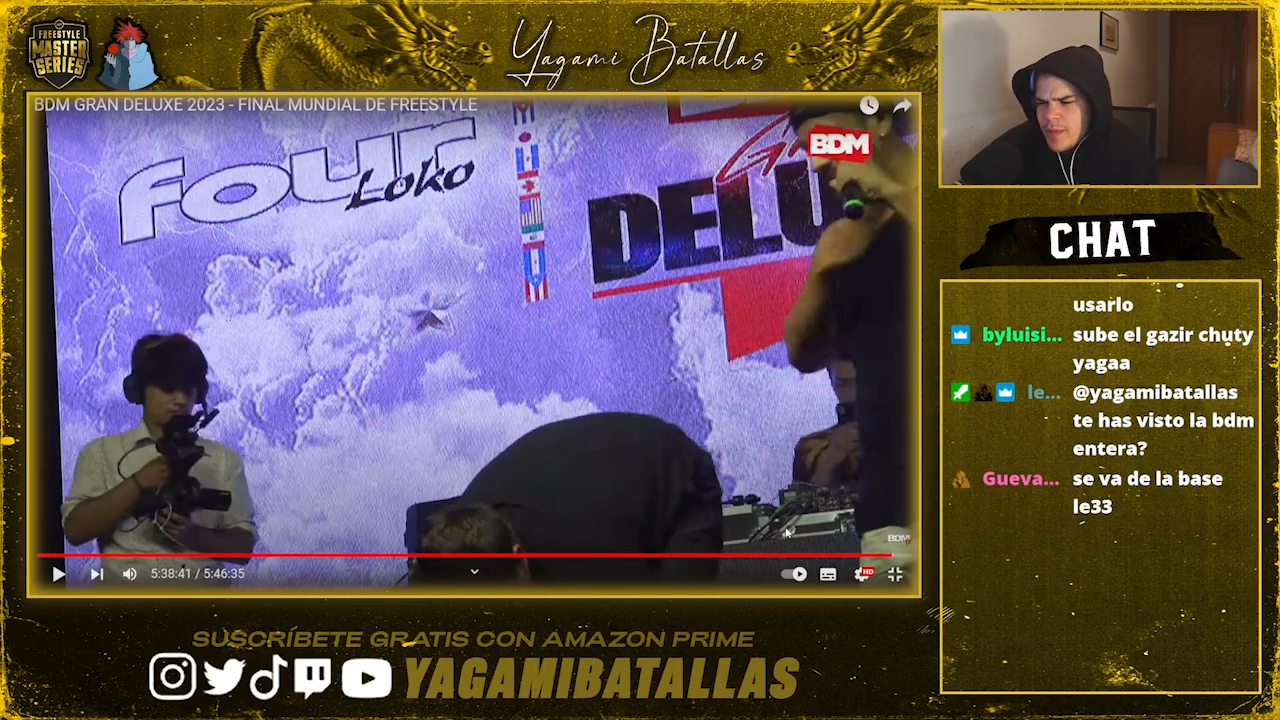 FREESTYLE
MASTER
SERIES
Yagami Batallas
BDM GRAN DELUXE 2023 - FINAL MUNDIAL DE FREESTYLE
four
Loko
BDM
DELU
BDM
5:38:41 / 5:46:35
HD
SUSCRÍBETE GRATIS CON AMAZON PRIME
YAGAMIBATALLAS
CHAT
usarlo
byluisi... sube el gazir chuty
yagaa
le... @yagamibatallas
te has visto la bdm
entera?
Gueva... se va de la base
le33